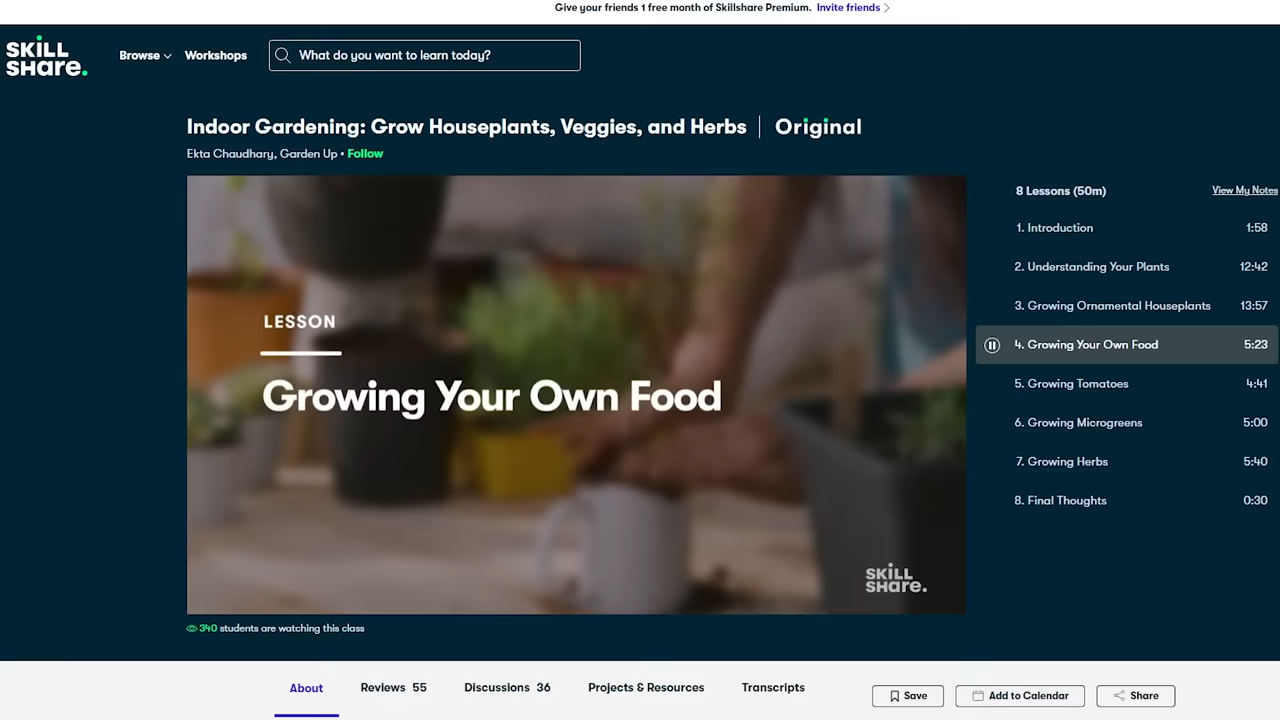 Give your friends 1 free month of Skillshare Premium. Invite friends
SKiLL
SHare.
Browse
Workshops
What do you want to learn today?
Indoor Gardening: Grow Houseplants, Veggies, and Herbs | Original
Ekta Chaudhary, Garden Up • Follow
LESSON
Growing Your Own Food
SKiLL
SHare.
340 students are watching this class
8 Lessons (50m) View My Notes
1. Introduction 1:58
2. Understanding Your Plants 12:42
3. Growing Ornamental Houseplants 13:57
4. Growing Your Own Food 5:23
5. Growing Tomatoes 4:41
6. Growing Microgreens 5:00
7. Growing Herbs 5:40
8. Final Thoughts 0:30
About Reviews 55 Discussions 36 Projects & Resources Transcripts Save Add to Calendar Share